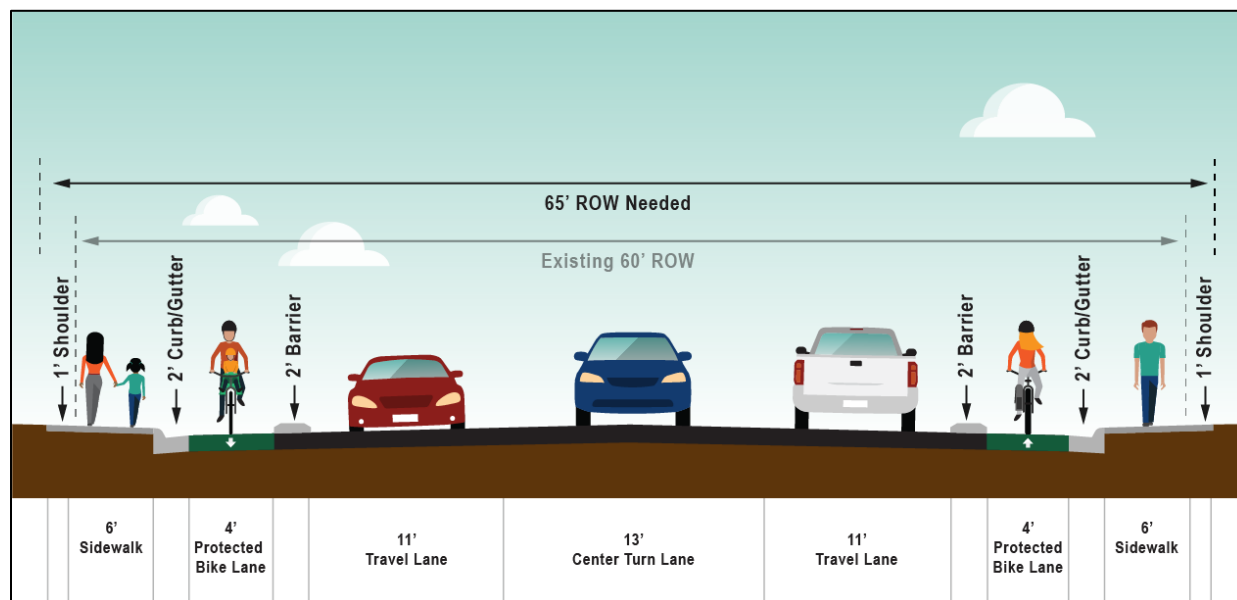 65’ ROW Needed
Existing 60’ ROW
1’ Shoulder
2’ Curb/Gutter
2’ Barrier
2’ Barrier
2’ Curb/Gutter
1’ Shoulder
6’
Sidewalk
4’
Protected
Bike Lane
11’
Travel Lane
13’
Center Turn Lane
11’
Travel Lane
4’
Protected
Bike Lane
6’
Sidewalk